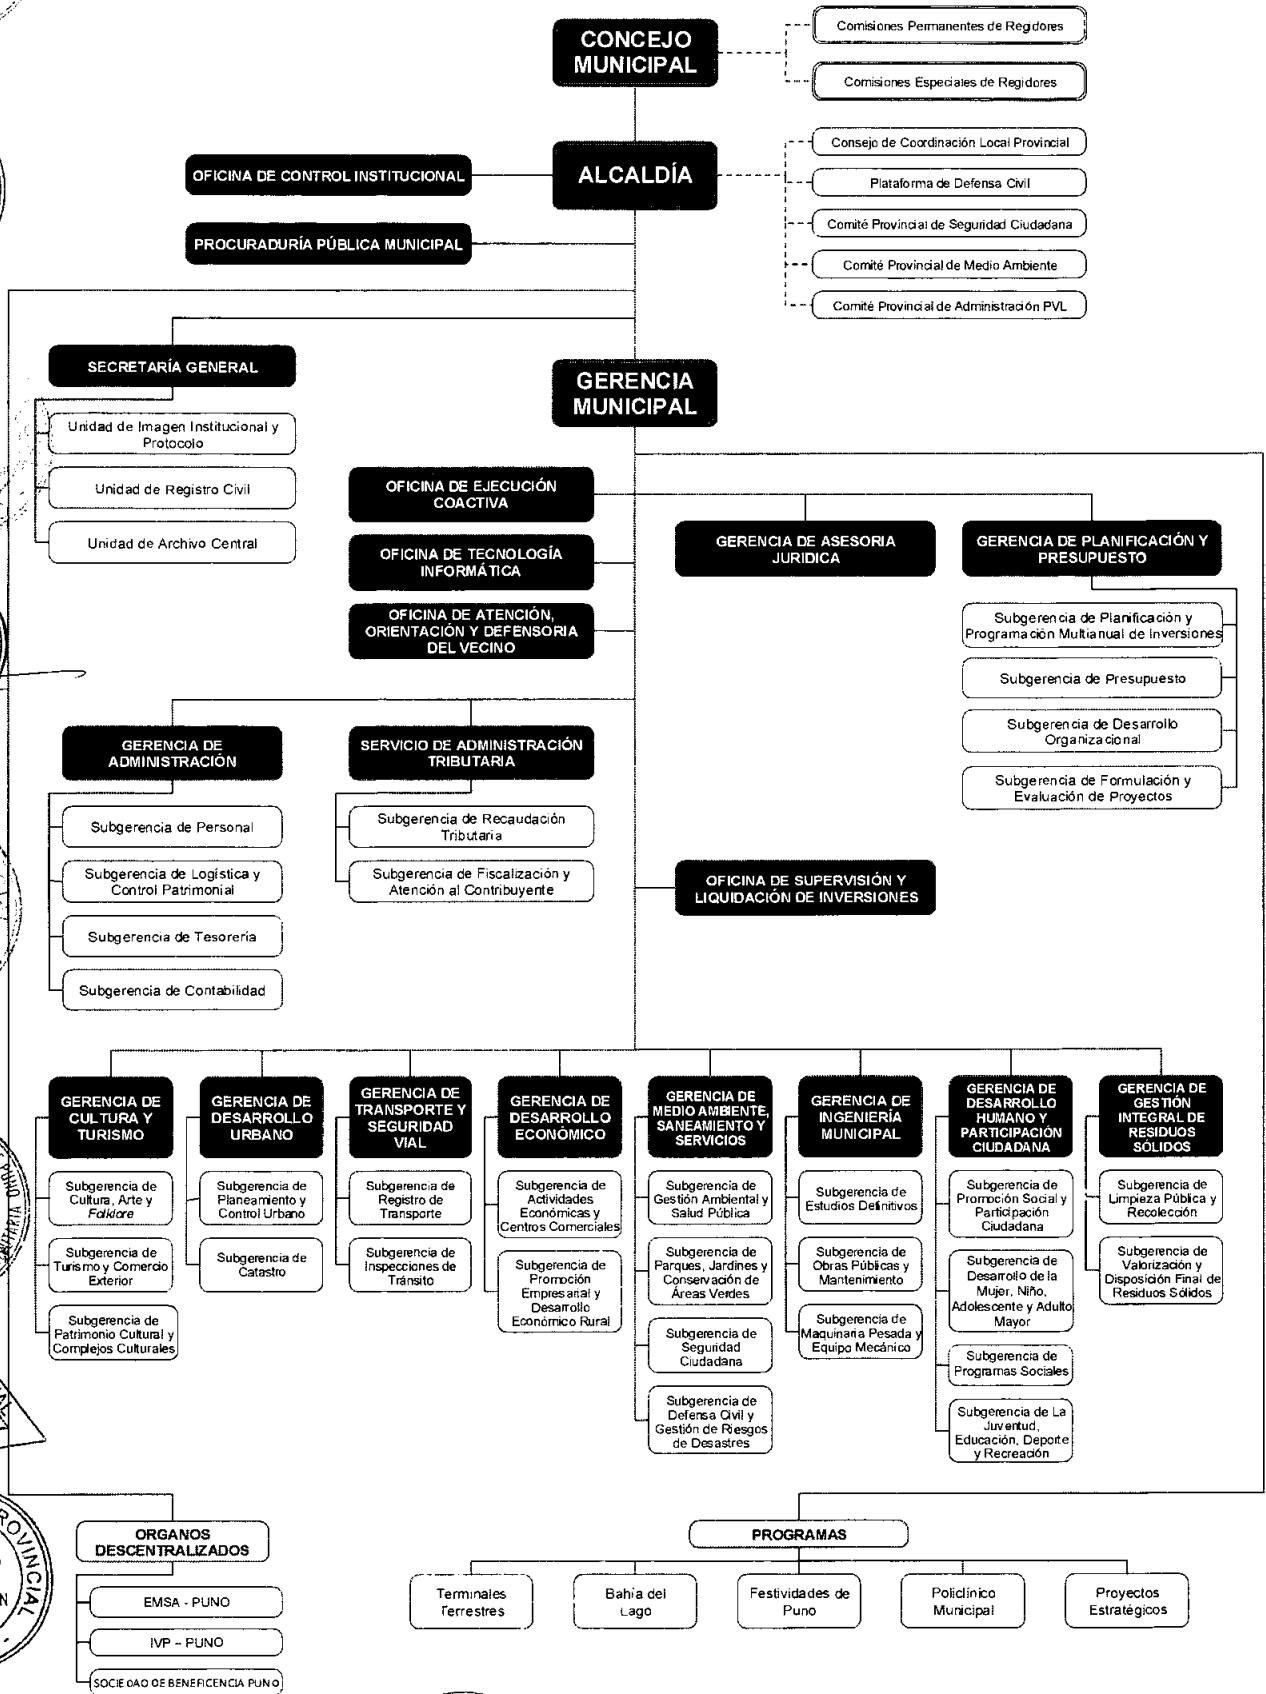 CONCEJO
MUNICIPAL
Comisiones Permanentes de Regidores
Comisiones Especiales de Regidores
ALCALDÍA
Consejo de Coordinación Local Provincial
Plataforma de Defensa Civil
Comité Provincial de Seguridad Ciudadana
Comité Provincial de Medio Ambiente
Comité Provincial de Administración PVL
OFICINA DE CONTROL INSTITUCIONAL
PROCURADURÍA PÚBLICA MUNICIPAL
SECRETARÍA GENERAL
Unidad de Imagen Institucional y
Protocolo
Unidad de Registro Civil
Unidad de Archivo Central
GERENCIA
MUNICIPAL
OFICINA DE EJECUCIÓN
COACTIVA
OFICINA DE TECNOLOGÍA
INFORMÁTICA
OFICINA DE ATENCIÓN,
ORIENTACIÓN Y DEFENSORIA
DEL VECINO
GERENCIA DE ASESORIA
JURIDICA
GERENCIA DE PLANIFICACIÓN Y
PRESUPUESTO
Subgerencia de Planificación y
Programación Multianual de Inversiones
Subgerencia de Presupuesto
Subgerencia de Desarrollo
Organizacional
Subgerencia de Formulación y
Evaluación de Proyectos
GERENCIA DE
ADMINISTRACIÓN
Subgerencia de Personal
Subgerencia de Logística y
Control Patrimonial
Subgerencia de Tesorería
Subgerencia de Contabilidad
SERVICIO DE ADMINISTRACIÓN
TRIBUTARIA
Subgerencia de Recaudación
Tributaria
Subgerencia de Fiscalización y
Atención al Contribuyente
OFICINA DE SUPERVISIÓN Y
LIQUIDACIÓN DE INVERSIONES
GERENCIA DE
CULTURA Y
TURISMO
Subgerencia de
Cultura, Arte y
Folklore
Subgerencia de
Turismo y Comercio
Exterior
Subgerencia de
Patrimonio Cultural y
Complejos Culturales
GERENCIA DE
DESARROLLO
URBANO
Subgerencia de
Planeamiento y
Control Urbano
Subgerencia de
Catastro
GERENCIA DE
TRANSPORTE Y
SEGURIDAD
VIAL
Subgerencia de
Registro de
Transporte
Subgerencia de
Inspecciones de
Tránsito
GERENCIA DE
DESARROLLO
ECONÓMICO
Subgerencia de
Actividades
Económicas y
Centros Comerciales
Subgerencia de
Promoción
Empresarial y
Desarrollo
Económico Rural
GERENCIA DE
MEDIO AMBIENTE,
SANEAMIENTO Y
SERVICIOS
Subgerencia de
Gestión Ambiental y
Salud Pública
Subgerencia de
Parques, Jardines y
Conservación de
Áreas Verdes
Subgerencia de
Seguridad
Ciudadana
Subgerencia de
Defensa Civil y
Gestión de Riesgos
de Desastres
GERENCIA DE
INGENIERÍA
MUNICIPAL
Subgerencia de
Estudios Definitivos
Subgerencia de
Obras Públicas y
Mantenimiento
Subgerencia de
Maquinaria Pesada y
Equipo Mecánico
GERENCIA DE
DESARROLLO
HUMANO Y
PARTICIPACIÓN
CIUDADANA
Subgerencia de
Promoción Social y
Participación
Ciudadana
Subgerencia de
Desarrollo de la
Mujer, Niño,
Adolescente y Adulto
Mayor
Subgerencia de
Programas Sociales
Subgerencia de La
Juventud,
Educación, Deporte
y Recreación
GERENCIA DE
GESTIÓN
INTEGRAL DE
RESIDUOS
SÓLIDOS
Subgerencia de
Limpieza Pública y
Recolección
Subgerencia de
Valorización y
Disposición Final de
Residuos Sólidos
ORGANOS
DESCENTRALIZADOS
EMSA - PUNO
IVP – PUNO
SOCIEDAD DE BENEFICENCIA PUNO
PROGRAMAS
Terminales
Terrestres
Bahía del
Lago
Festividades de
Puno
Policlínico
Municipal
Proyectos
Estratégicos